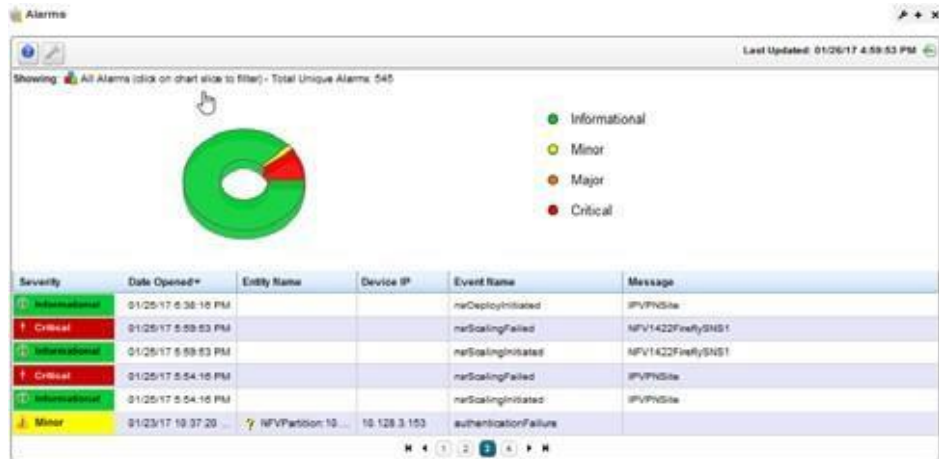 Alarms
Last Updated: 01/26/17 4:59:53 PM
Showing: All Alarms (click on chart slice to filter) - Total Unique Alarms: 545
Informational
Minor
Major
Critical
Severity Date Opened Entity Name Device IP Event Name Message
Informational 01/25/17 6:38:16 PM nsrDeployInitiated IPVPNSite
Critical 01/25/17 5:59:53 PM nsrScalingFailed NFV1422FireflySNS1
Informational 01/25/17 5:59:53 PM nsrScalingInitiated NFV1422FireflySNS1
Critical 01/25/17 5:54:16 PM nsrScalingFailed IPVPNSite
Informational 01/25/17 5:54:16 PM nsrScalingInitiated IPVPNSite
Minor 01/23/17 10:37:20 ... NFVPartition:10 ... 10.128.3.153 authenticationFailure
1 2 3 4